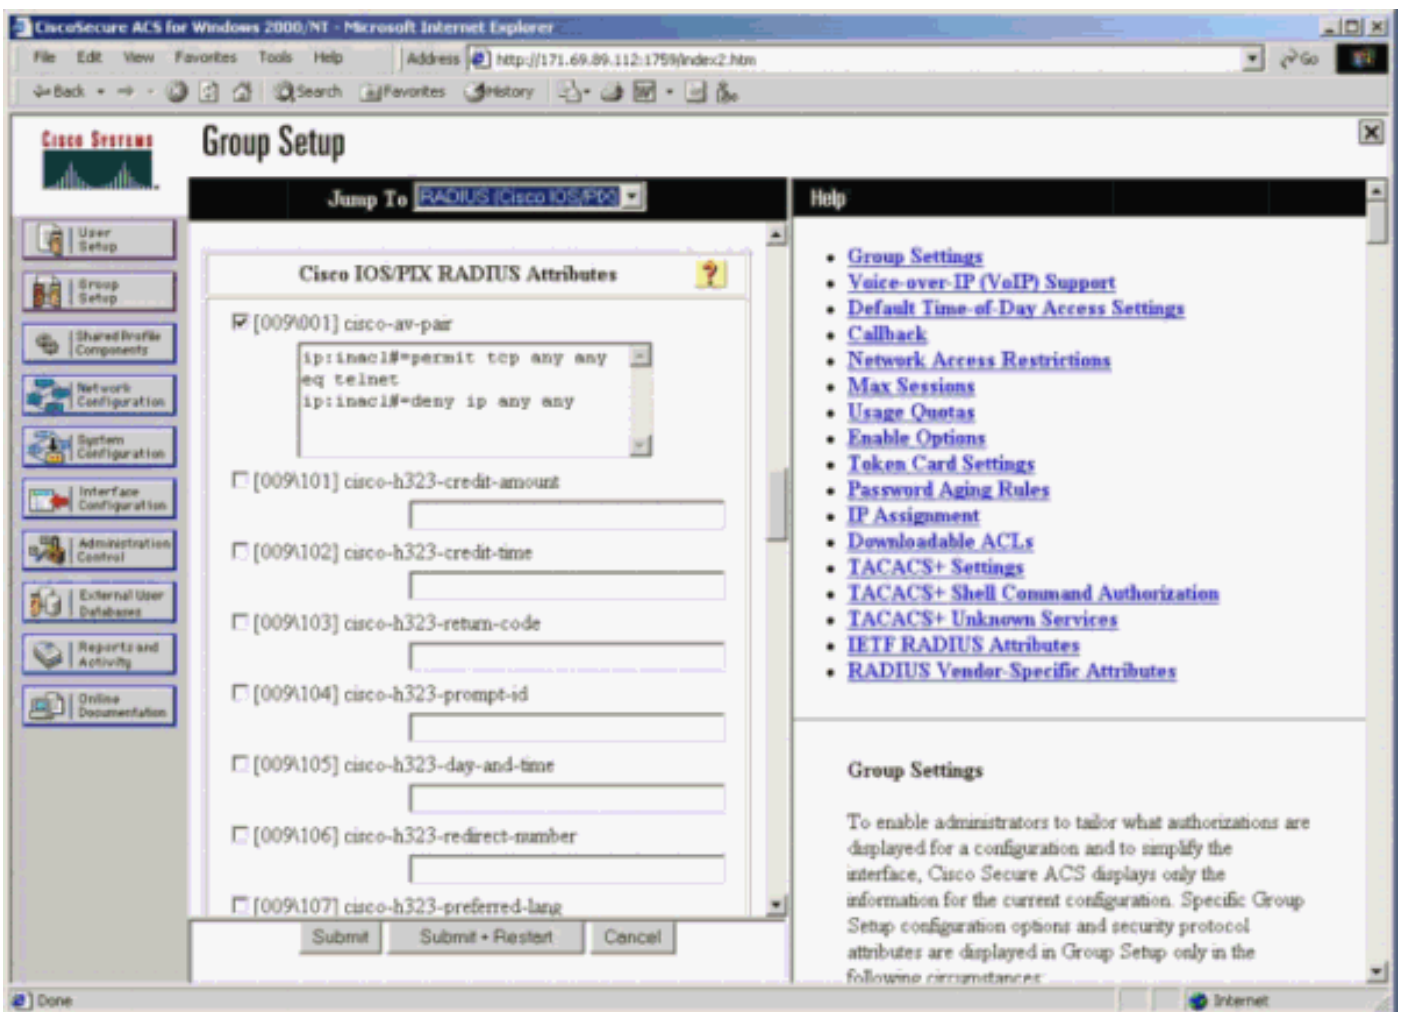 CiscoSecure ACS for Windows 2000/NT - Microsoft Internet Explorer
File Edit View Favorites Tools Help
Address http://171.69.89.112:1759/index2.htm
Go
Back
Search Favorites History
Cisco Systems
Group Setup
User Setup
Group Setup
Shared Profile Components
Network Configuration
System Configuration
Interface Configuration
Administration Control
External User Databases
Reports and Activity
Online Documentation
Jump To RADIUS (Cisco IOS/PIX)
Cisco IOS/PIX RADIUS Attributes
?
[009\001] cisco-av-pair
ip:inacl#=permit tcp any any
eq telnet
ip:inacl#=deny ip any any
[009\101] cisco-h323-credit-amount
[009\102] cisco-h323-credit-time
[009\103] cisco-h323-return-code
[009\104] cisco-h323-prompt-id
[009\105] cisco-h323-day-and-time
[009\106] cisco-h323-redirect-number
[009\107] cisco-h323-preferred-lang
Submit Submit + Restart Cancel
Help
Group Settings
Voice-over-IP (VoIP) Support
Default Time-of-Day Access Settings
Callback
Network Access Restrictions
Max Sessions
Usage Quotas
Enable Options
Token Card Settings
Password Aging Rules
IP Assignment
Downloadable ACLs
TACACS+ Settings
TACACS+ Shell Command Authorization
TACACS+ Unknown Services
IETF RADIUS Attributes
RADIUS Vendor-Specific Attributes
Group Settings
To enable administrators to tailor what authorizations are
displayed for a configuration and to simplify the
interface, Cisco Secure ACS displays only the
information for the current configuration. Specific Group
Setup configuration options and security protocol
attributes are displayed in Group Setup only in the
following circumstances:
Done
Internet